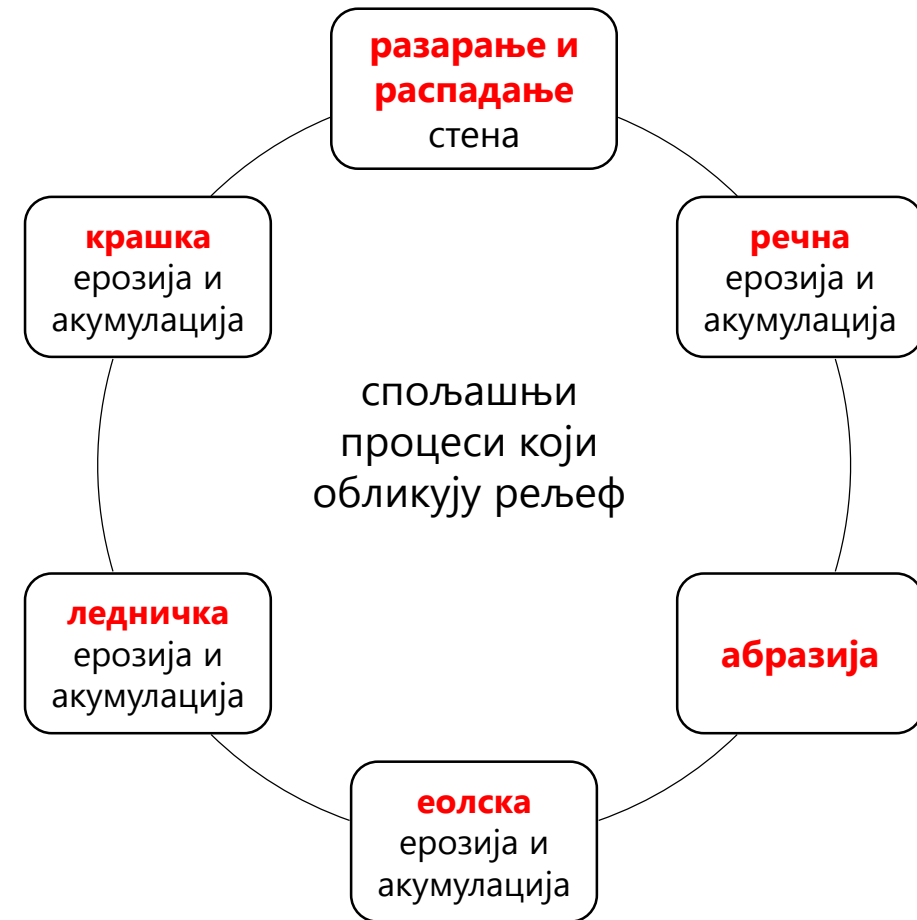 разарање и
распадање
стена
крашка
ерозија и
акумулација
речна
ерозија и
акумулација
спољашњи
процеси који
обликују рељеф
ледничка
ерозија и
акумулација
абразија
еолска
ерозија и
акумулација